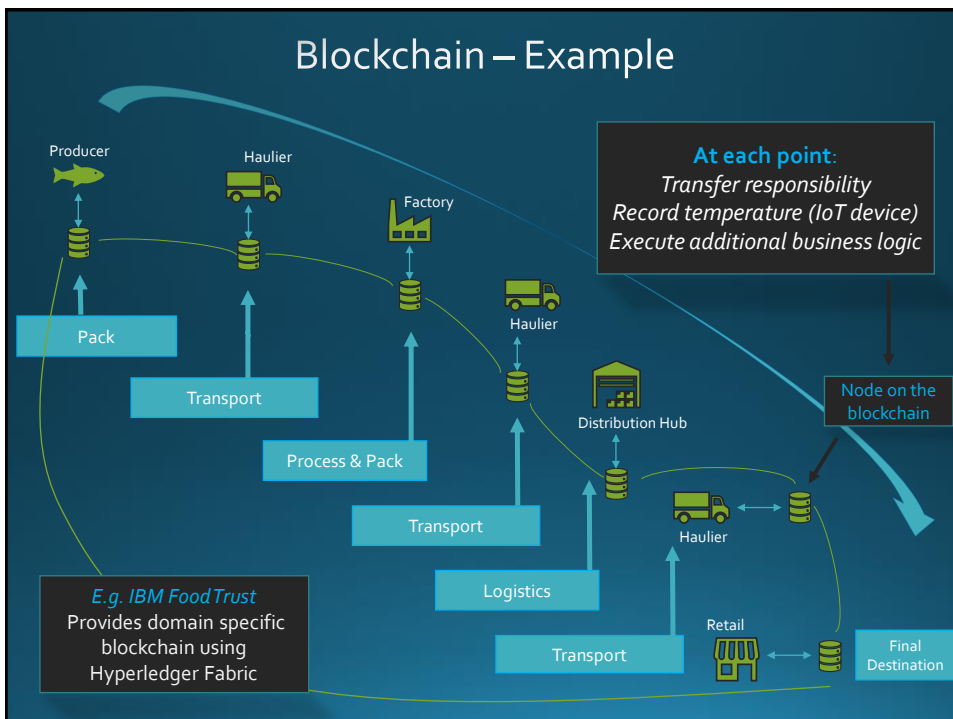 Blockchain – Example
Producer
Haulier
Factory
At each point:
Transfer responsibility
Record temperature (IoT device)
Execute additional business logic
Haulier
Pack
Transport
Distribution Hub
Node on the
blockchain
Process & Pack
Transport
Haulier
Logistics
E.g. IBM Food Trust
Provides domain specific
blockchain using
Hyperledger Fabric
Transport
Retail
Final
Destination